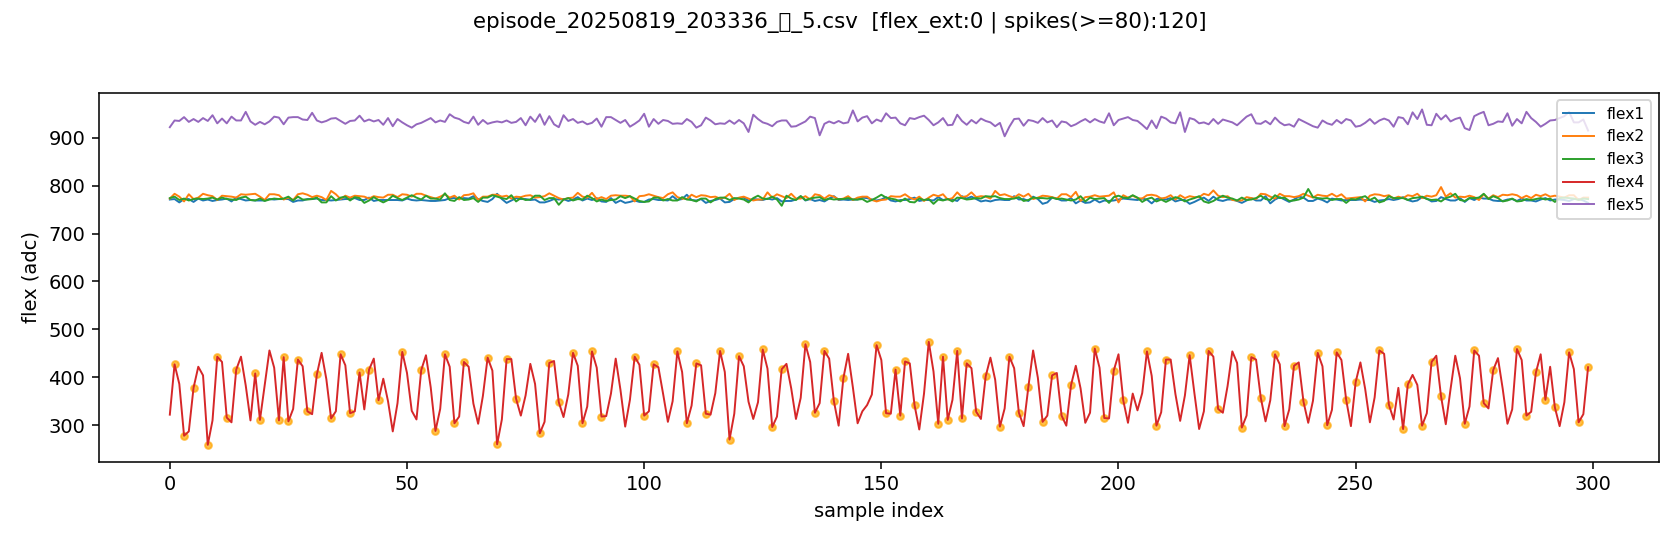 episode_20250819_203336_▯_5.csv [flex_ext:0 | spikes(>=80):120]
flex (adc)
900
800
700
600
500
400
300
flex1
flex2
flex3
flex4
flex5
0
50
100
150
200
250
300
sample index